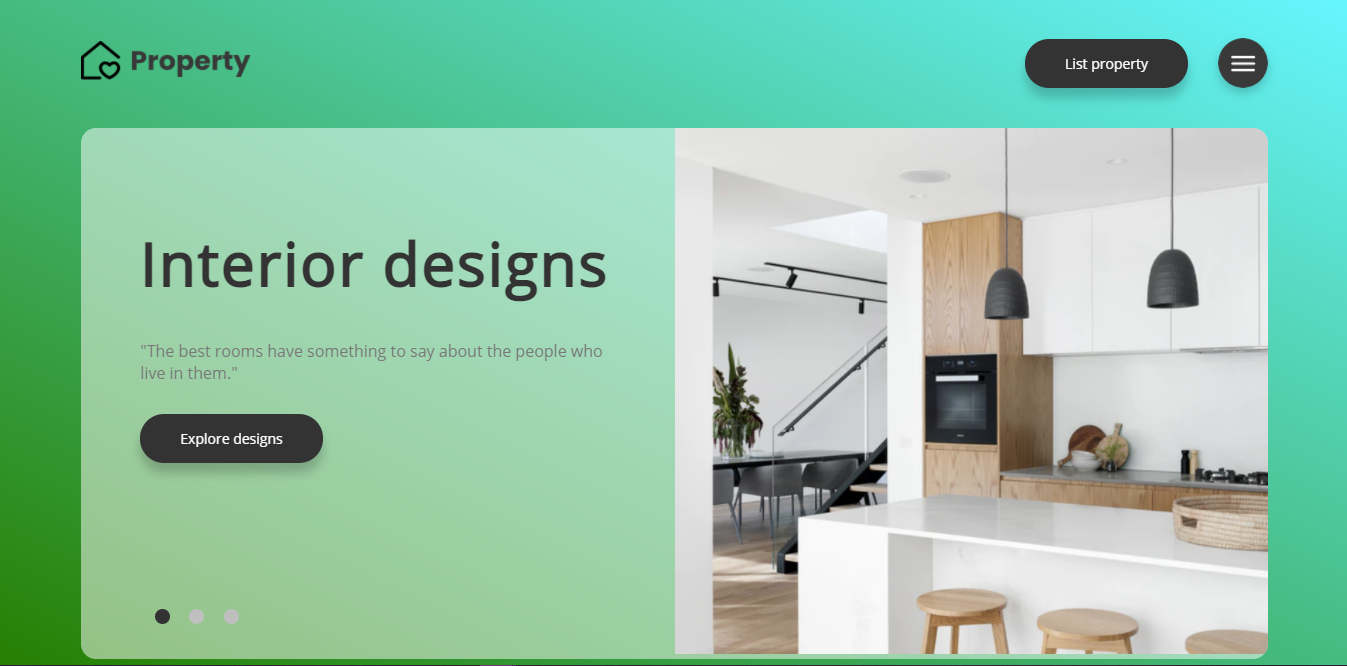 Property
List property
Interior designs
"The best rooms have something to say about the people who
live in them."
Explore designs